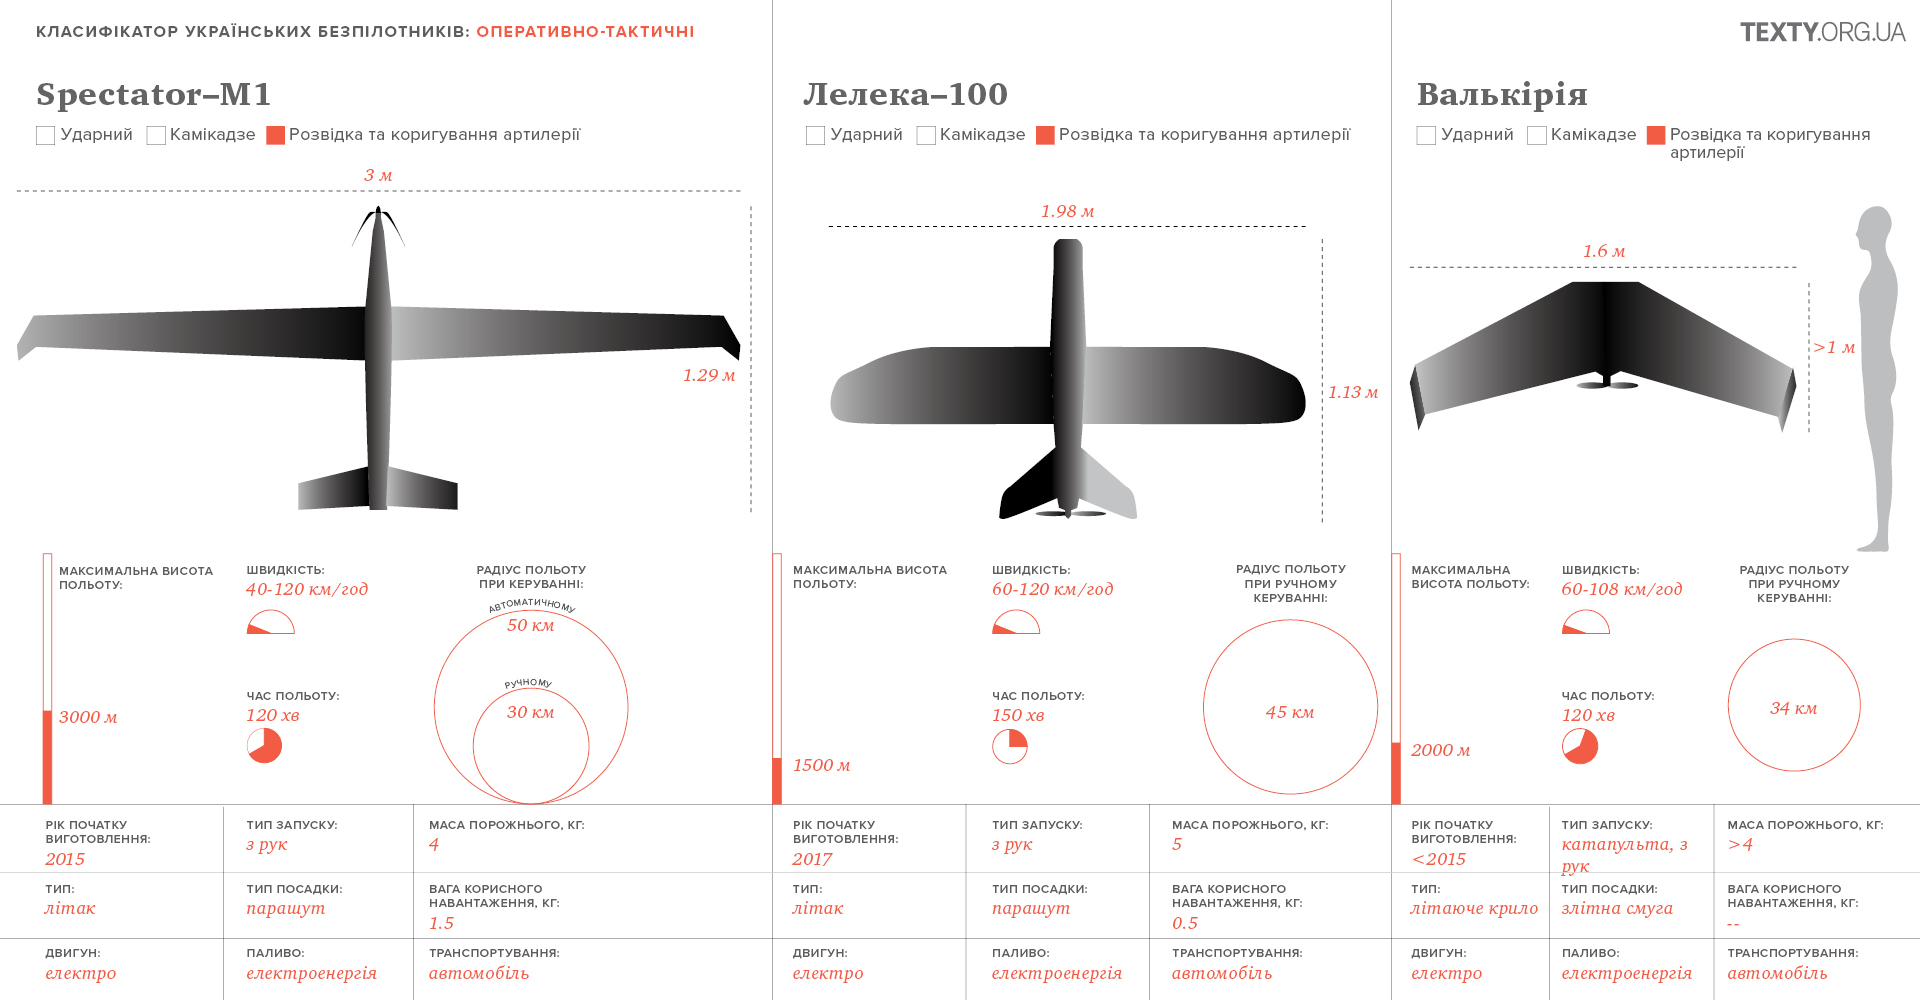 КЛАСИФІКАТОР УКРАЇНСЬКИХ БЕЗПІЛОТНИКІВ: ОПЕРАТИВНО-ТАКТИЧНІ
TEXTY.ORG.UA
Spectator–M1
Ударний Камікадзе Розвідка та коригування артилерії
3 м
1.29 м
МАКСИМАЛЬНА ВИСОТА
ПОЛЬОТУ:
3000 м
ШВИДКІСТЬ:
40-120 км/год
ЧАС ПОЛЬОТУ:
120 хв
РАДІУС ПОЛЬОТУ
ПРИ КЕРУВАННІ:
АВТОМАТИЧНОМУ
50 км
РУЧНОМУ
30 км
РІК ПОЧАТКУ
ВИГОТОВЛЕННЯ:
2015
ТИП ЗАПУСКУ:
з рук
МАСА ПОРОЖНЬОГО, КГ:
4
ТИП:
літак
ТИП ПОСАДКИ:
парашут
ВАГА КОРИСНОГО
НАВАНТАЖЕННЯ, КГ:
1.5
ДВИГУН:
електро
ПАЛИВО:
електроенергія
ТРАНСПОРТУВАННЯ:
автомобіль
Лелека–100
Ударний Камікадзе Розвідка та коригування артилерії
1.98 м
1.13 м
МАКСИМАЛЬНА ВИСОТА
ПОЛЬОТУ:
1500 м
ШВИДКІСТЬ:
60-120 км/год
ЧАС ПОЛЬОТУ:
150 хв
РАДІУС ПОЛЬОТУ
ПРИ РУЧНОМУ
КЕРУВАННІ:
45 км
РІК ПОЧАТКУ
ВИГОТОВЛЕННЯ:
2017
ТИП ЗАПУСКУ:
з рук
МАСА ПОРОЖНЬОГО, КГ:
5
ТИП:
літак
ТИП ПОСАДКИ:
парашут
ВАГА КОРИСНОГО
НАВАНТАЖЕННЯ, КГ:
0.5
ДВИГУН:
електро
ПАЛИВО:
електроенергія
ТРАНСПОРТУВАННЯ:
автомобіль
Валькірія
Ударний Камікадзе Розвідка та коригування
артилерії
1.6 м
>1 м
МАКСИМАЛЬНА
ВИСОТА ПОЛЬОТУ:
2000 м
ШВИДКІСТЬ:
60-108 км/год
ЧАС ПОЛЬОТУ:
120 хв
РАДІУС ПОЛЬОТУ
ПРИ РУЧНОМУ
КЕРУВАННІ:
34 км
РІК ПОЧАТКУ
ВИГОТОВЛЕННЯ:
<2015
ТИП ЗАПУСКУ:
катапульта, з
рук
МАСА ПОРОЖНЬОГО, КГ:
>4
ТИП:
літаюче крило
ТИП ПОСАДКИ:
злітна смуга
ВАГА КОРИСНОГО
НАВАНТАЖЕННЯ, КГ:
--
ДВИГУН:
електро
ПАЛИВО:
електроенергія
ТРАНСПОРТУВАННЯ:
автомобіль